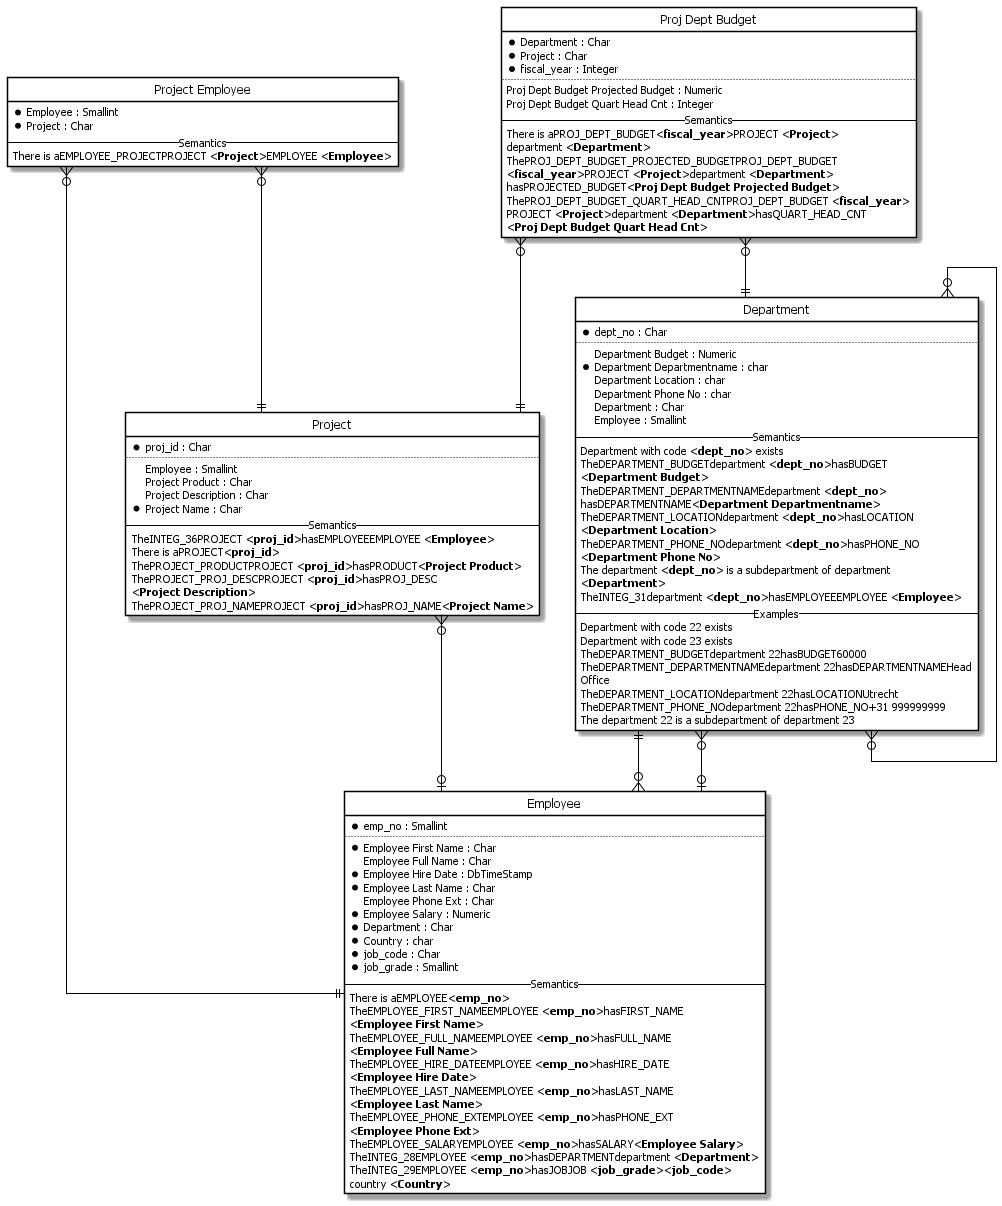 Proj Dept Budget
Department : Char
Project : Char
fiscal_year : Integer
Proj Dept Budget Projected Budget : Numeric
Proj Dept Budget Quart Head Cnt : Integer
Semantics
There is aPROJ_DEPT_BUDGET<fiscal_year>PROJECT <Project>
department <Department>
ThePROJ_DEPT_BUDGET_PROJECTED_BUDGETPROJ_DEPT_BUDGET
<fiscal_year>PROJECT <Project>department <Department>
hasPROJECTED_BUDGET<Proj Dept Budget Projected Budget>
ThePROJ_DEPT_BUDGET_QUART_HEAD_CNTPROJ_DEPT_BUDGET <fiscal_year>
PROJECT <Project>department <Department>hasQUART_HEAD_CNT
<Proj Dept Budget Quart Head Cnt>
Project Employee
Employee : Smallint
Project : Char
Semantics
There is aEMPLOYEE_PROJECTPROJECT <Project>EMPLOYEE <Employee>
Department
dept_no : Char
Department Budget : Numeric
Department Departmentname : char
Department Location : char
Department Phone No : char
Department : Char
Employee : Smallint
Semantics
Department with code <dept_no> exists
TheDEPARTMENT_BUDGETdepartment <dept_no>hasBUDGET
<Department Budget>
TheDEPARTMENT_DEPARTMENTNAMEdepartment <dept_no>
hasDEPARTMENTNAME<Department Departmentname>
TheDEPARTMENT_LOCATIONdepartment <dept_no>hasLOCATION
<Department Location>
TheDEPARTMENT_PHONE_NOdepartment <dept_no>hasPHONE_NO
<Department Phone No>
The department <dept_no> is a subdepartment of department
<Department>
TheINTEG_31department <dept_no>hasEMPLOYEEEMPLOYEE <Employee>
Examples
Department with code 22 exists
Department with code 23 exists
TheDEPARTMENT_BUDGETdepartment 22hasBUDGET60000
TheDEPARTMENT_DEPARTMENTNAMEdepartment 22hasDEPARTMENTNAMEHead
Office
TheDEPARTMENT_LOCATIONdepartment 22hasLOCATIONUtrecht
TheDEPARTMENT_PHONE_NOdepartment 22hasPHONE_NO+31 999999999
The department 22 is a subdepartment of department 23
Project
proj_id : Char
Employee : Smallint
Project Product : Char
Project Description : Char
Project Name : Char
Semantics
TheINTEG_36PROJECT <proj_id>hasEMPLOYEEEMPLOYEE <Employee>
There is aPROJECT<proj_id>
ThePROJECT_PRODUCTPROJECT <proj_id>hasPRODUCT<Project Product>
ThePROJECT_PROJ_DESCPROJECT <proj_id>hasPROJ_DESC
<Project Description>
ThePROJECT_PROJ_NAMEPROJECT <proj_id>hasPROJ_NAME<Project Name>
Employee
emp_no : Smallint
Employee First Name : Char
Employee Full Name : Char
Employee Hire Date : DbTimeStamp
Employee Last Name : Char
Employee Phone Ext : Char
Employee Salary : Numeric
Department : Char
Country : char
job_code : Char
job_grade : Smallint
Semantics
There is aEMPLOYEE<emp_no>
TheEMPLOYEE_FIRST_NAMEEMPLOYEE <emp_no>hasFIRST_NAME
<Employee First Name>
TheEMPLOYEE_FULL_NAMEEMPLOYEE <emp_no>hasFULL_NAME
<Employee Full Name>
TheEMPLOYEE_HIRE_DATEEMPLOYEE <emp_no>hasHIRE_DATE
<Employee Hire Date>
TheEMPLOYEE_LAST_NAMEEMPLOYEE <emp_no>hasLAST_NAME
<Employee Last Name>
TheEMPLOYEE_PHONE_EXTEMPLOYEE <emp_no>hasPHONE_EXT
<Employee Phone Ext>
TheEMPLOYEE_SALARYEMPLOYEE <emp_no>hasSALARY<Employee Salary>
TheINTEG_28EMPLOYEE <emp_no>hasDEPARTMENTdepartment <Department>
TheINTEG_29EMPLOYEE <emp_no>hasJOBJOB <job_grade><job_code>
country <Country>